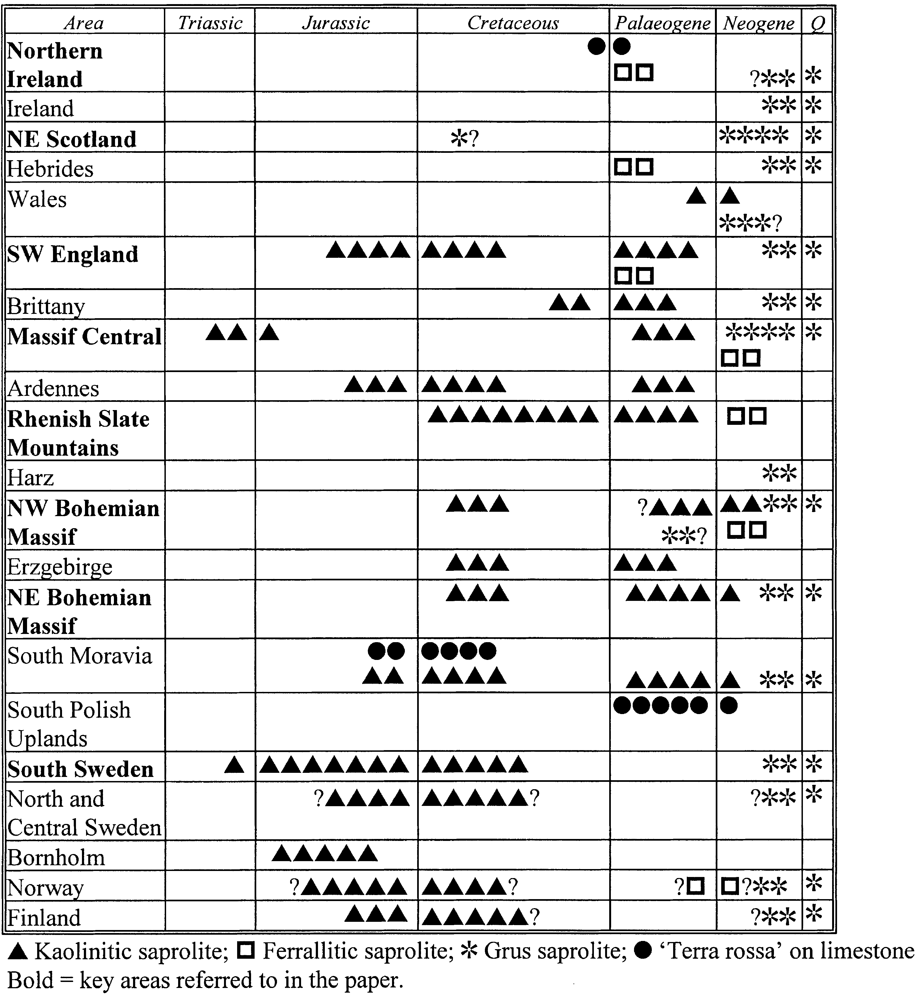 Area Triassic Jurassic Cretaceous Palaeogene Neogene Q
Northern ● ●
Ireland □□ ?** *
Ireland ** *
NE Scotland *? **** *
Hebrides □□ ** *
Wales ▲ ▲
***?
SW England ▲▲▲▲ ▲▲▲▲ ▲▲▲▲ ** *
□□
Brittany ▲▲ ▲▲▲ ** *
Massif Central ▲▲ ▲ ▲▲▲ **** *
□□
Ardennes ▲▲▲ ▲▲▲▲ ▲▲▲
Rhenish Slate ▲▲▲▲▲▲▲▲ ▲▲▲▲ □□
Mountains
Harz **
NW Bohemian ▲▲▲ ?▲▲▲ ▲▲** *
Massif **? □□
Erzgebirge ▲▲▲ ▲▲▲
NE Bohemian ▲▲▲ ▲▲▲▲ ▲ ** *
Massif
South Moravia ●● ●●●●
▲▲ ▲▲▲▲ ▲▲▲▲ ▲ ** *
South Polish ●●●●● ●
Uplands
South Sweden ▲ ▲▲▲▲▲▲▲ ▲▲▲▲▲ ** *
North and ?▲▲▲▲ ▲▲▲▲▲? ?** *
Central Sweden
Bornholm ▲▲▲▲▲
Norway ?▲▲▲▲▲ ▲▲▲▲? ?□ □?** *
Finland ▲▲▲ ▲▲▲▲▲? ?** *
▲ Kaolinitic saprolite; □ Ferrallitic saprolite; * Grus saprolite; ● ‘Terra rossa’ on limestone
Bold = key areas referred to in the paper.